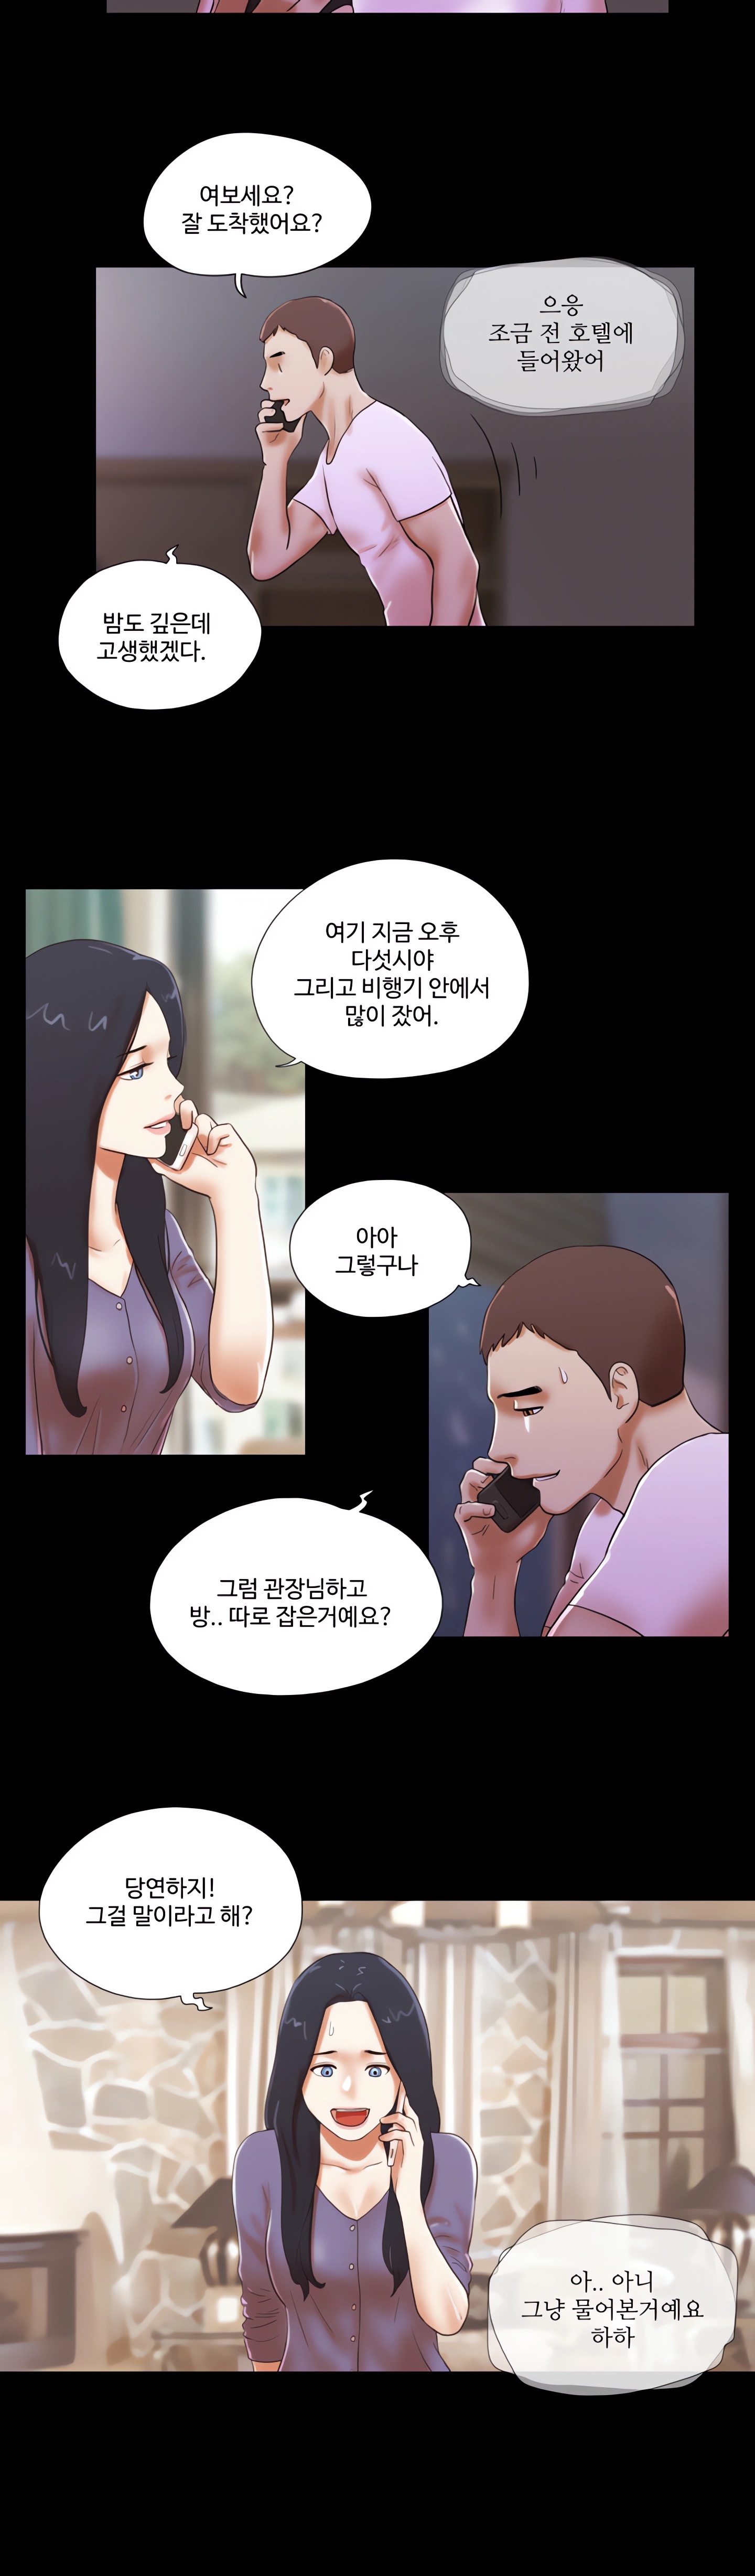 여보세요?
잘 도착했어요?
으응
조금 전 호텔에
들어왔어
밤도 깊은데
고생했겠다.
여기 지금 오후
다섯시야
그리고 비행기 안에서
많이 잤어.
아아
그렇구나
그럼 관장님하고
방.. 따로 잡은거예요?
당연하지!
그걸 말이라고 해?
아.. 아니
그냥 물어본거예요
하하